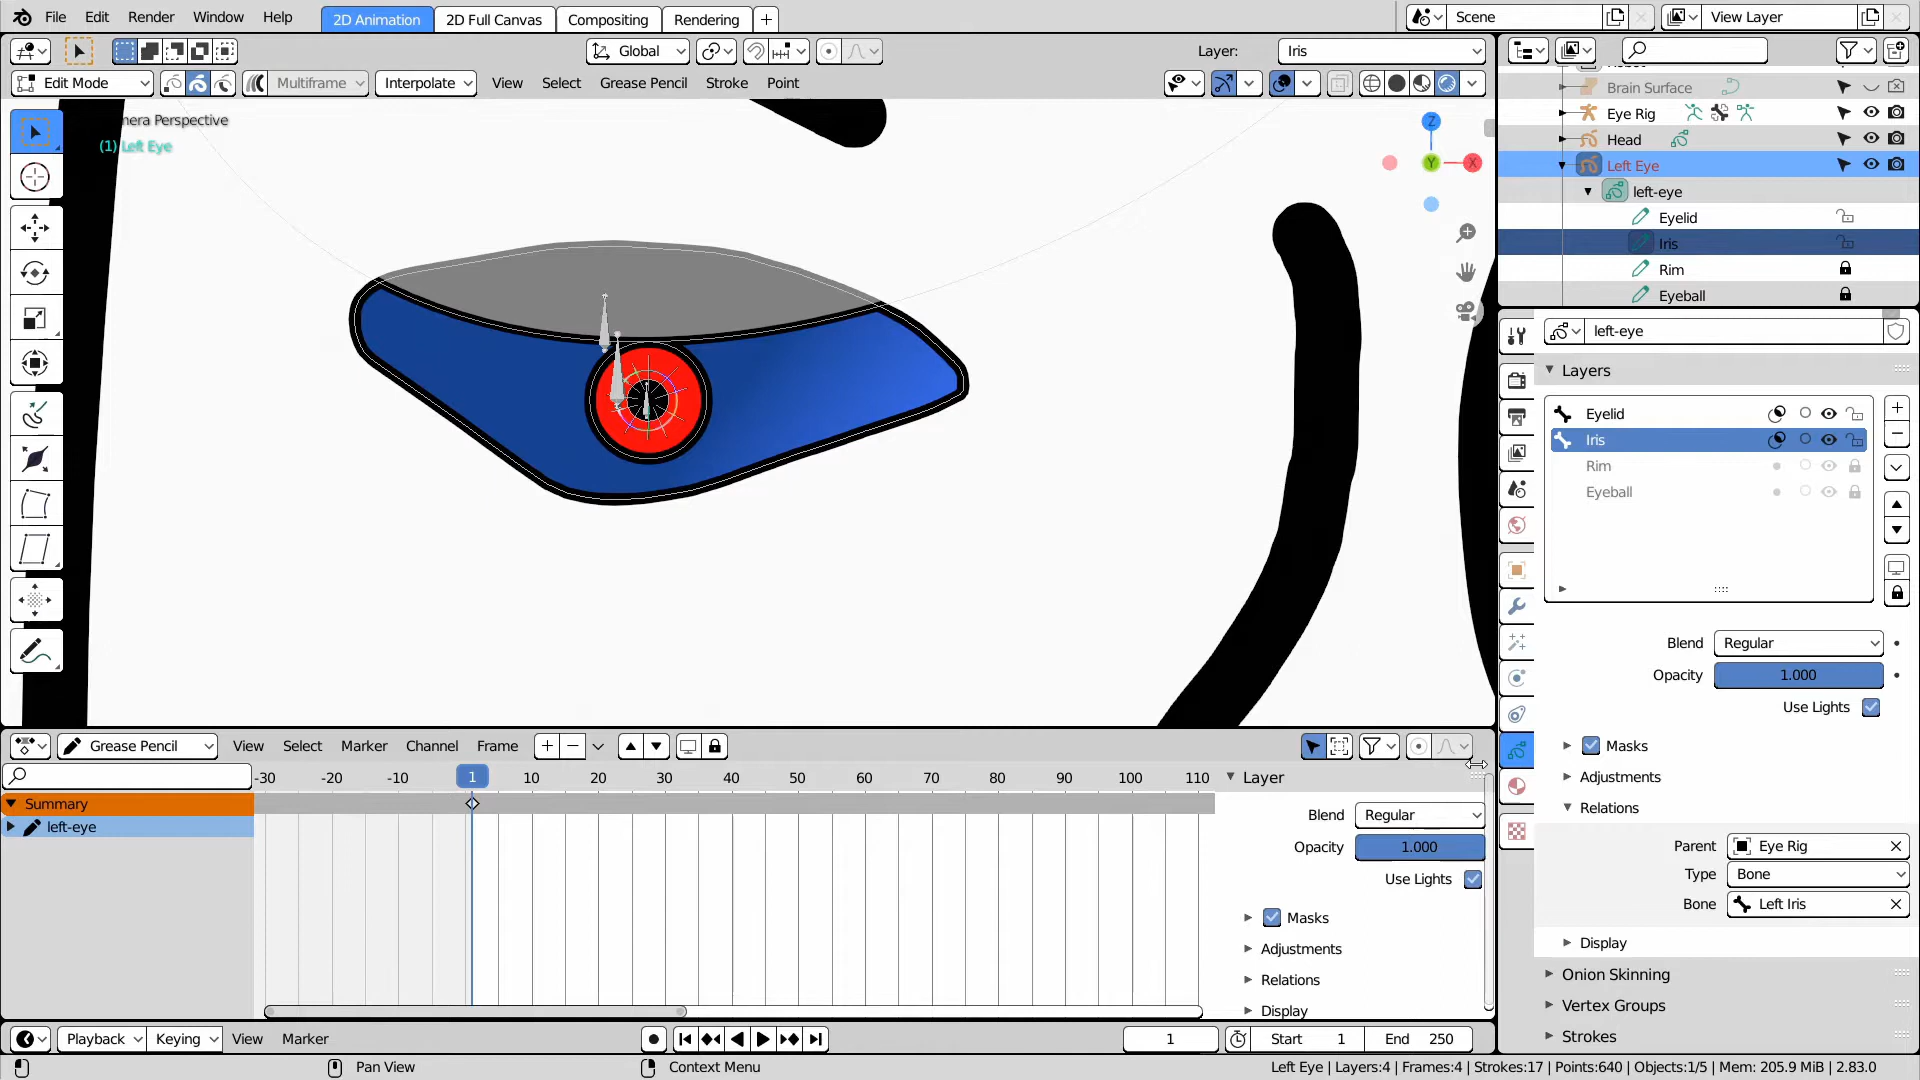 File Edit Render Window Help 2D Animation 2D Full Canvas Compositing Rendering + Scene View Layer
Global Layer: Iris
Edit Mode Multiframe Interpolate View Select Grease Pencil Stroke Point
mera Perspective
(1) Left Eye
Z
Y
X
Brain Surface
Eye Rig
Head
Left Eye
left-eye
Eyelid
Iris
Rim
Eyeball
left-eye
Layers
Eyelid
Iris
Rim
Eyeball
Blend Regular
Opacity 1.000
Use Lights
Masks
Adjustments
Relations
Parent Eye Rig
Type Bone
Bone Left Iris
Display
Onion Skinning
Vertex Groups
Strokes
Grease Pencil View Select Marker Channel Frame
-30 -20 -10 1 10 20 30 40 50 60 70 80 90 100 110
Summary
left-eye
Layer
Blend Regular
Opacity 1.000
Use Lights
Masks
Adjustments
Relations
Display
Playback Keying View Marker 1 Start 1 End 250
Pan View Context Menu Left Eye | Layers:4 | Frames:4 | Strokes:17 | Points:640 | Objects:1/5 | Mem: 205.9 MiB | 2.83.0